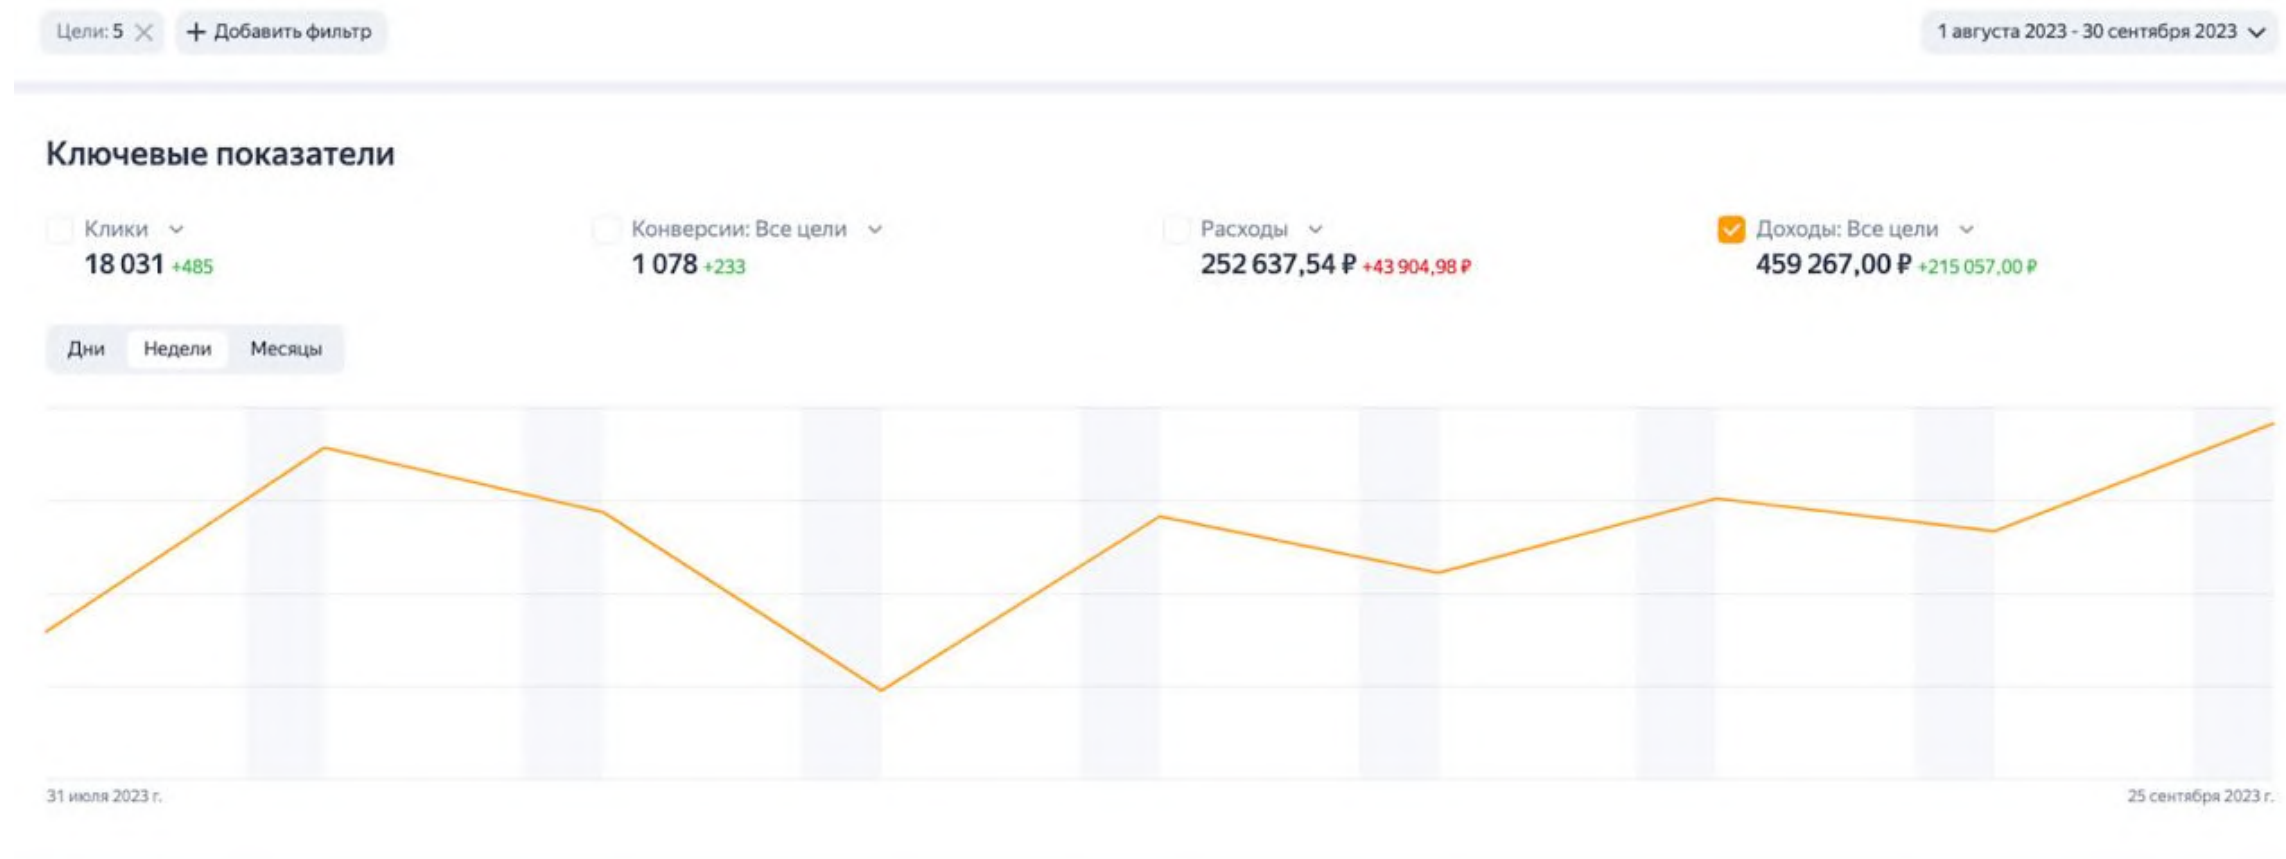 Цели: 5 × + Добавить фильтр 1 августа 2023 - 30 сентября 2023
Ключевые показатели
Клики Конверсии: Все цели Расходы Доходы: Все цели
18 031 +485 1 078 +233 252 637,54 ₽ +43 904,98 ₽ 459 267,00 ₽ +215 057,00 ₽
Дни Недели Месяцы
31 июля 2023 г. 25 сентября 2023 г.